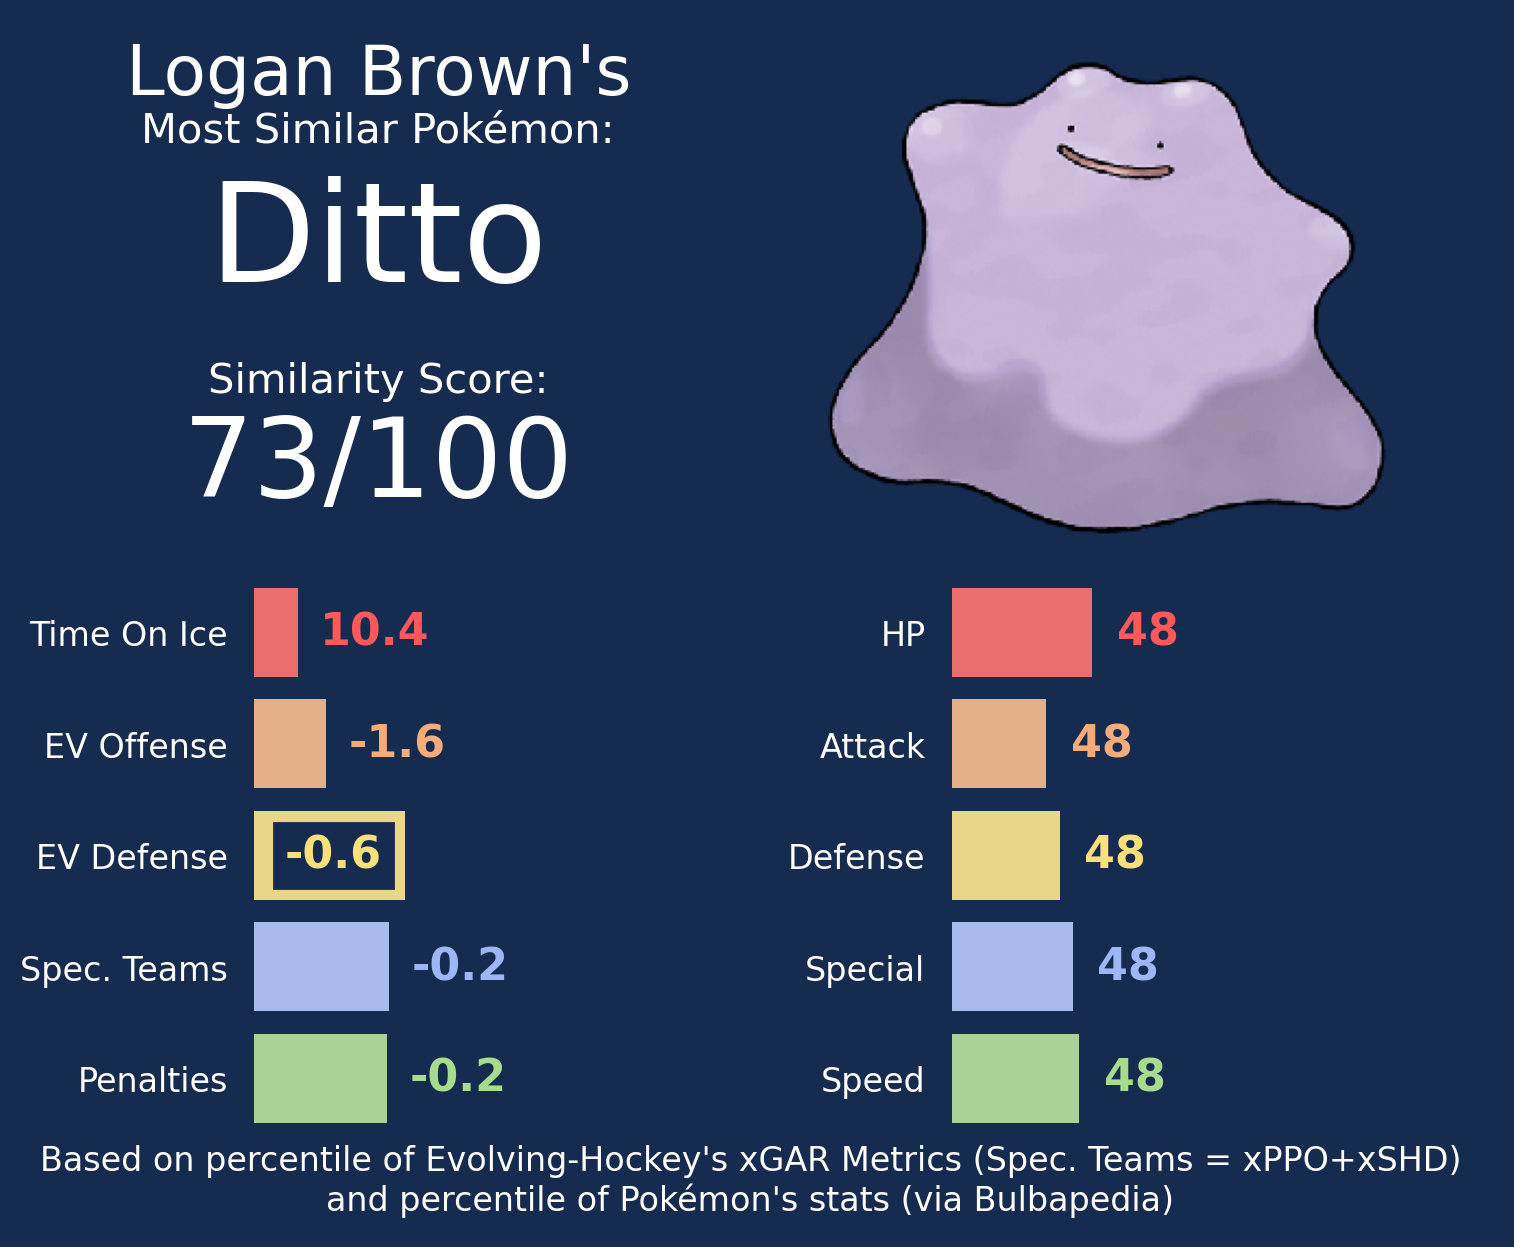 Logan Brown's
Most Similar Pokémon:
Ditto
Similarity Score:
73/100
Time On Ice 10.4
EV Offense -1.6
EV Defense -0.6
Spec. Teams -0.2
Penalties -0.2
HP 48
Attack 48
Defense 48
Special 48
Speed 48
Based on percentile of Evolving-Hockey's xGAR Metrics (Spec. Teams = xPPO+xSHD)
and percentile of Pokémon's stats (via Bulbapedia)